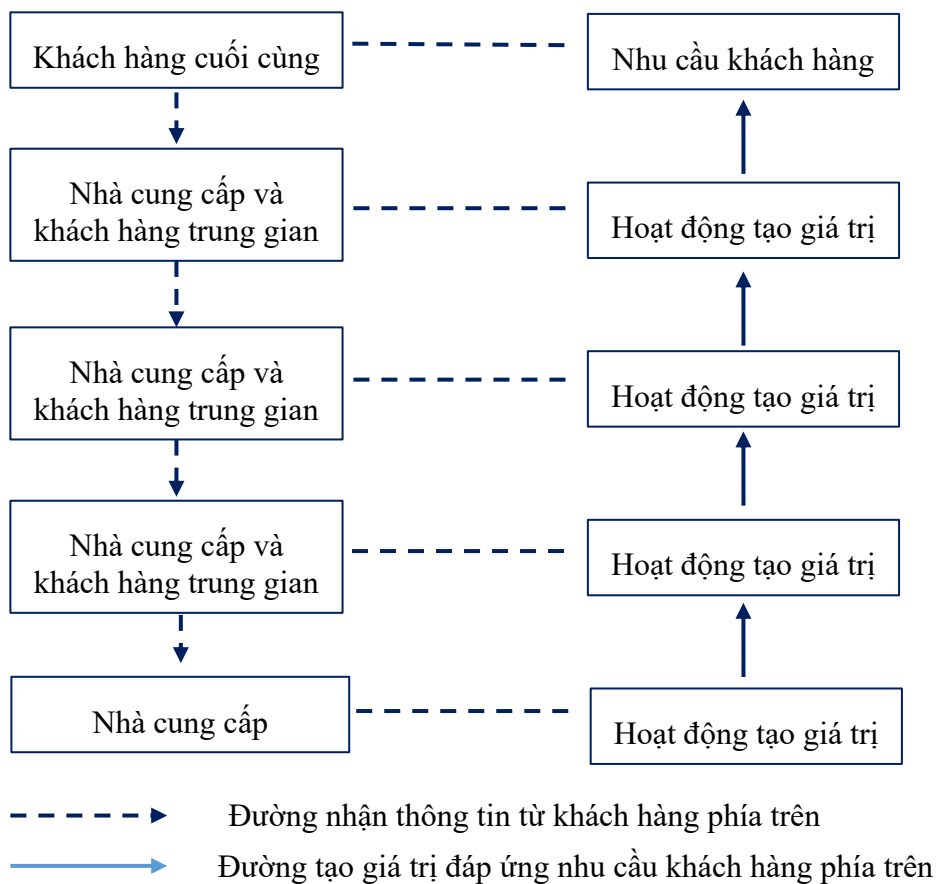 Khách hàng cuối cùng
Nhu cầu khách hàng
Nhà cung cấp và
khách hàng trung gian
Hoạt động tạo giá trị
Nhà cung cấp và
khách hàng trung gian
Hoạt động tạo giá trị
Nhà cung cấp và
khách hàng trung gian
Hoạt động tạo giá trị
Nhà cung cấp
Hoạt động tạo giá trị
Đường nhận thông tin từ khách hàng phía trên
Đường tạo giá trị đáp ứng nhu cầu khách hàng phía trên